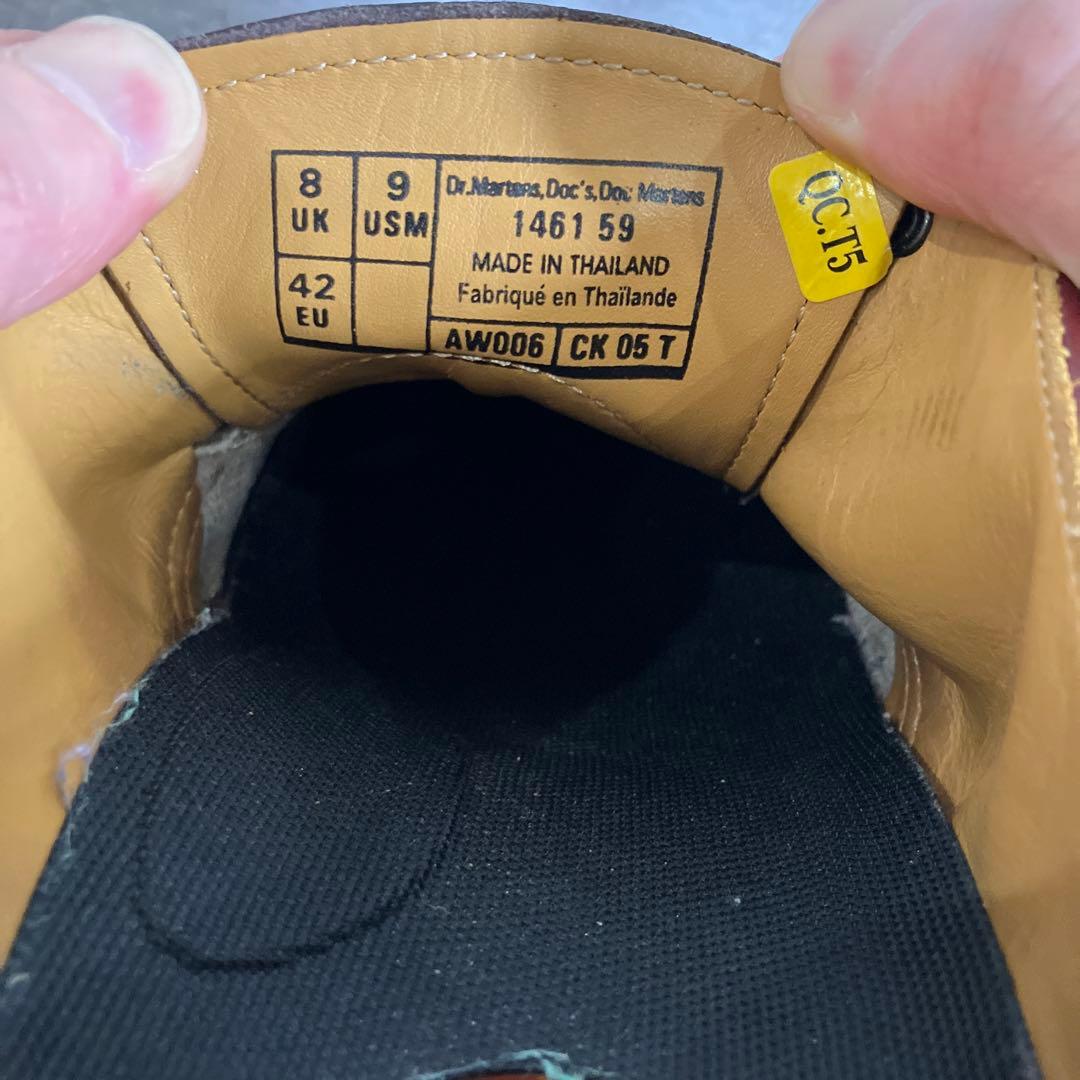 8
UK
9
USM
42
EU
Dr.Martens, Doc's, Doc Martens
1461 59
MADE IN THAILAND
Fabriqué en Thaïlande
AW006
CK 05 T
QC.T5